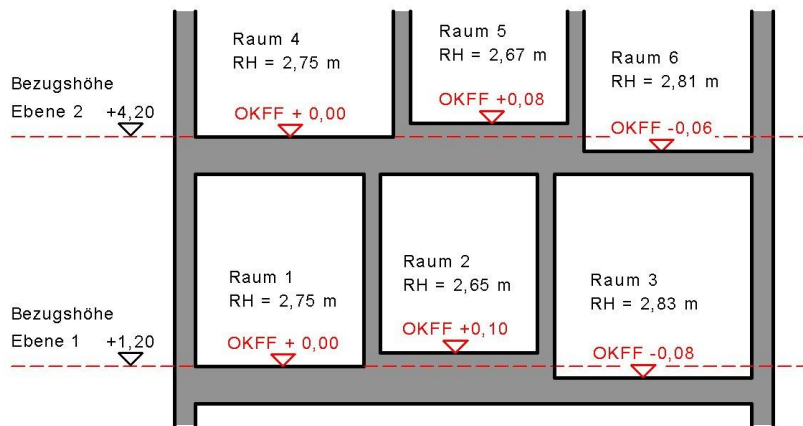 Raum 4
RH = 2,75 m
Raum 5
RH = 2,67 m
Raum 6
RH = 2,81 m
Bezugshöhe
Ebene 2 +4,20
OKFF + 0,00
OKFF +0,08
OKFF -0,06
Raum 1
RH = 2,75 m
Raum 2
RH = 2,65 m
Raum 3
RH = 2,83 m
Bezugshöhe
Ebene 1 +1,20
OKFF + 0,00
OKFF +0,10
OKFF -0,08